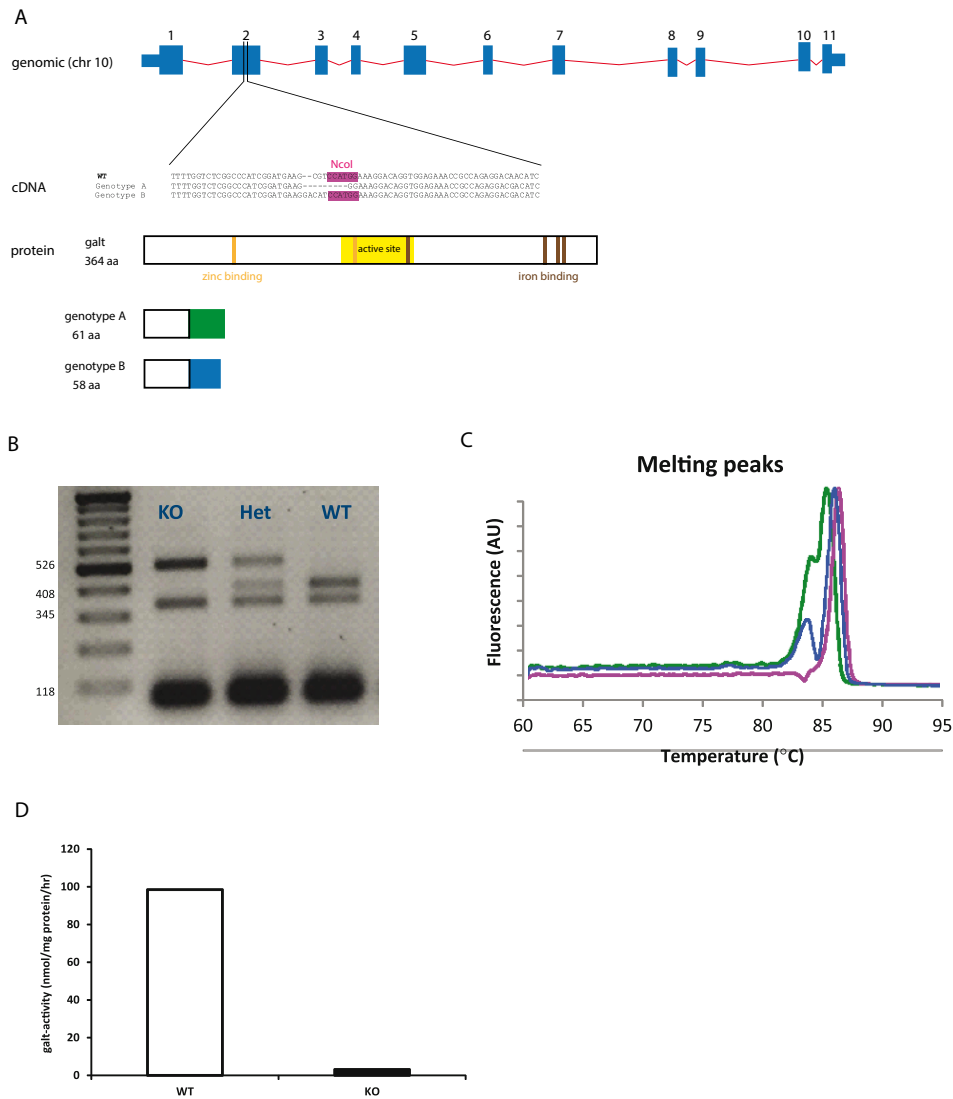 A
1 2 3 4 5 6 7 8 9 10 11
genomic (chr 10)
NcoI
WT TTTTGGTCTCGGCCCATCGGATGAAG--CGTCCATGGAAAGGACAGGTGGAGAAACCGCCAGAGGACAACATC
cDNA
Genotype A TTTTGGTCTCGGCCCATCGGATGAAG---------GGAAAGGACAGGTGGAGAAACCGCCAGAGGACGACATC
Genotype B TTTTGGTCTCGGCCCATCGGATGAAGGACATCCATGGAAAGGACAGGTGGAGAAACCGCCAGAGGACGACATC
protein
galt
364 aa
active site
zinc binding
iron binding
genotype A
61 aa
genotype B
58 aa
B
KO Het WT
526
408
345
118
C
Melting peaks
Fluorescence (AU)
60 65 70 75 80 85 90 95
Temperature (°C)
D
galt-activity (nmol/mg protein/hr)
120
100
80
60
40
20
0
WT KO